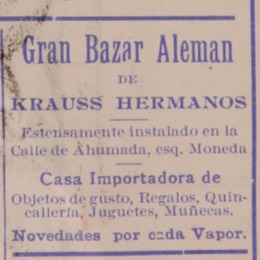 Gran Bazar Aleman
DE
KRAUSS HERMANOS
Estensamente instalado en la
Calle de Ahumada, esq. Moneda
Casa Importadora de
Objetos de gusto, Regalos, Quin-
callería, Juguetes, Muñecas.
Novedades por cada Vapor.